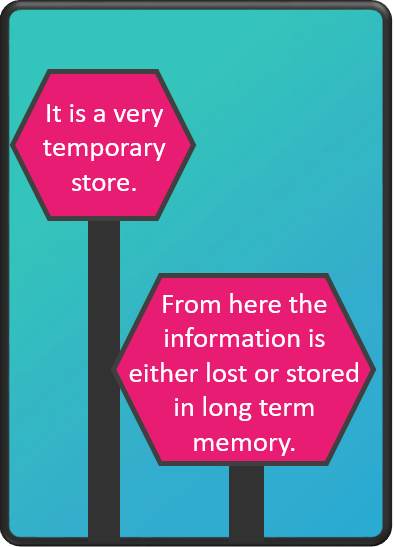 It is a very
temporary
store.
From here the
information is
either lost or stored
in long term
memory.